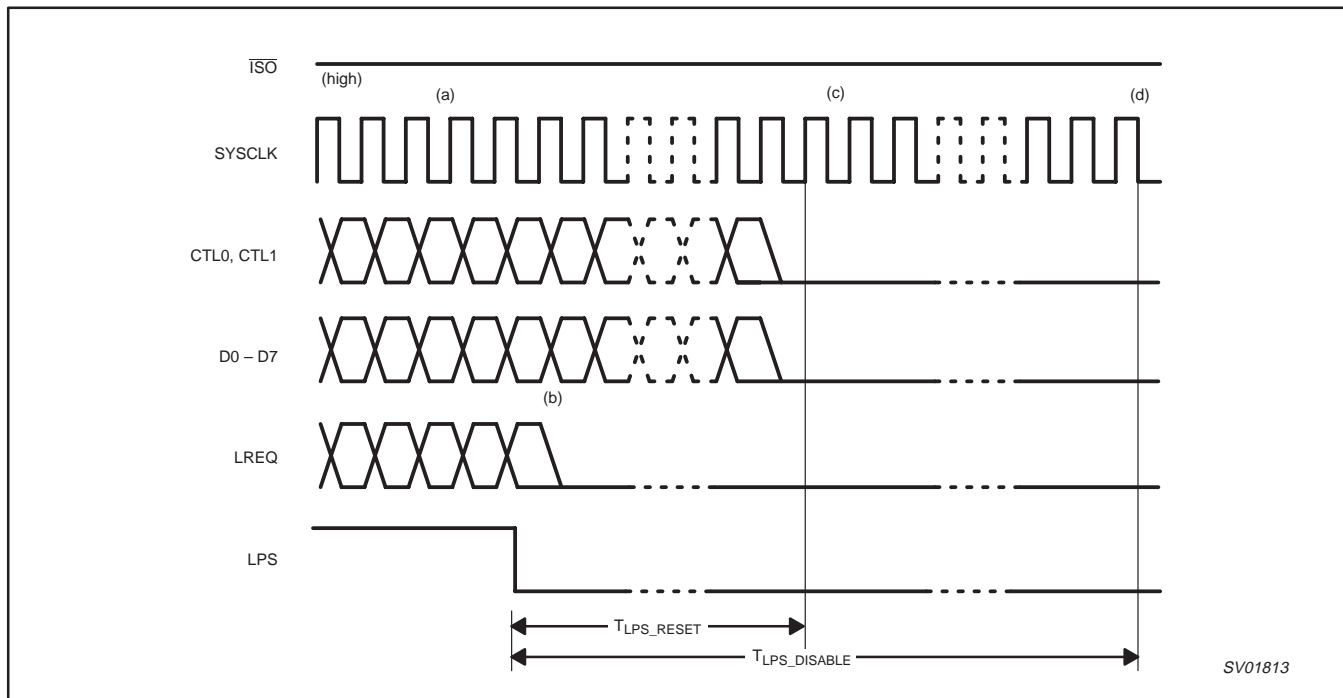 ISO
(high)
(a)
(c)
(d)
SYSCLK
CTL0, CTL1
D0 – D7
(b)
LREQ
LPS
TLPS_RESET
TLPS_DISABLE
SV01813